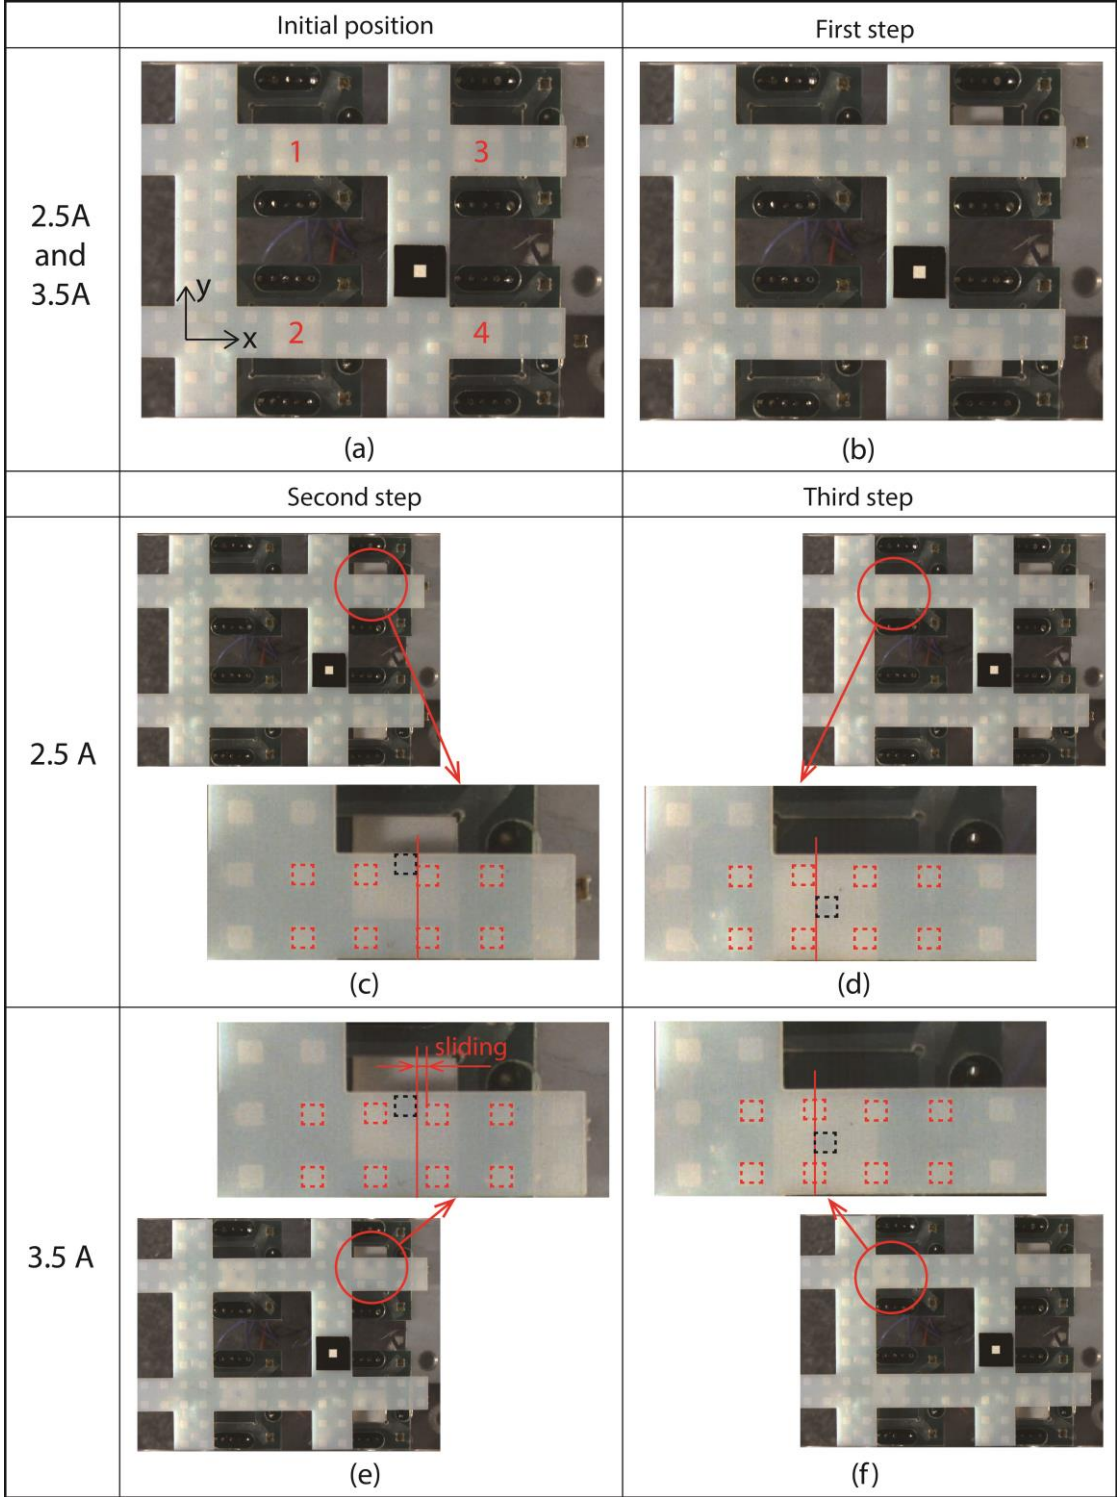 Initial position
First step
2.5A
and
3.5A
1
3
y
x
2
4
(a)
(b)
Second step
Third step
2.5 A
(c)
(d)
sliding
3.5 A
(e)
(f)